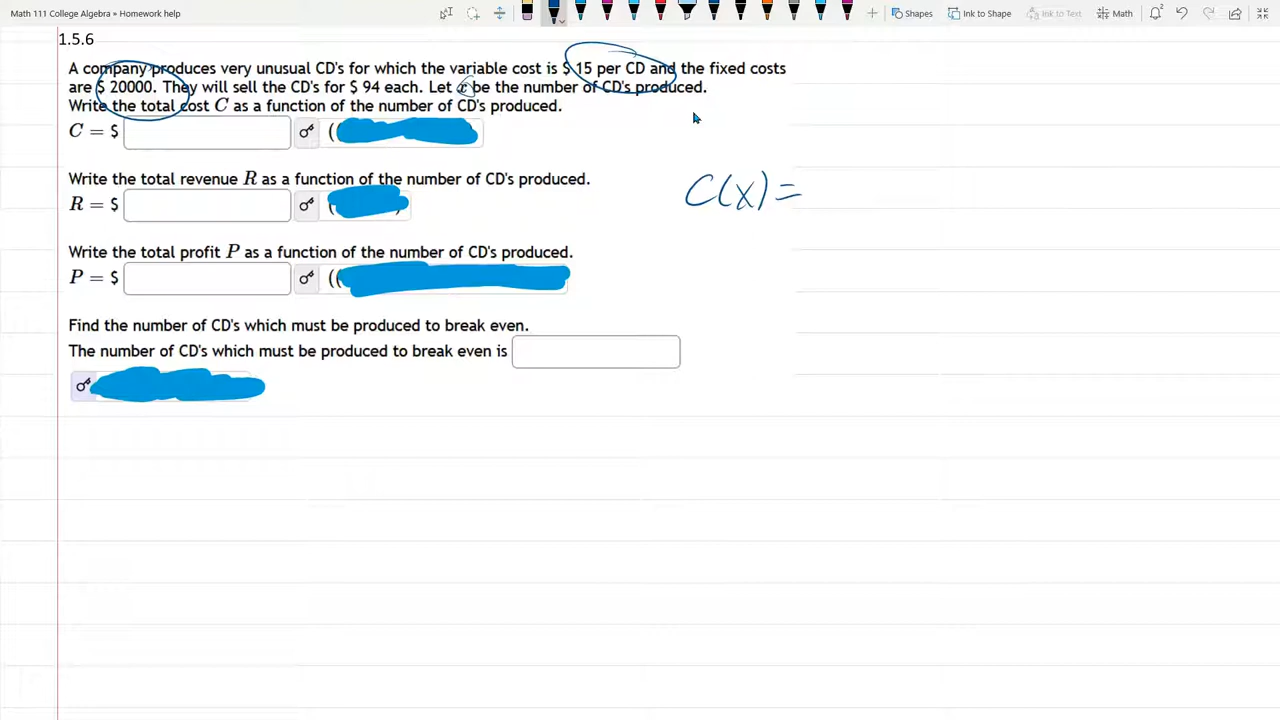 Math 111 College Algebra » Homework help
Shapes
Ink to Shape
Ink to Text
Math
1.5.6
A company produces very unusual CD's for which the variable cost is $ 15 per CD and the fixed costs
are $ 20000. They will sell the CD's for $ 94 each. Let x be the number of CD's produced.
Write the total cost C as a function of the number of CD's produced.
C = $ (
C(x) =
Write the total revenue R as a function of the number of CD's produced.
R = $ (
Write the total profit P as a function of the number of CD's produced.
P = $ ((
Find the number of CD's which must be produced to break even.
The number of CD's which must be produced to break even is